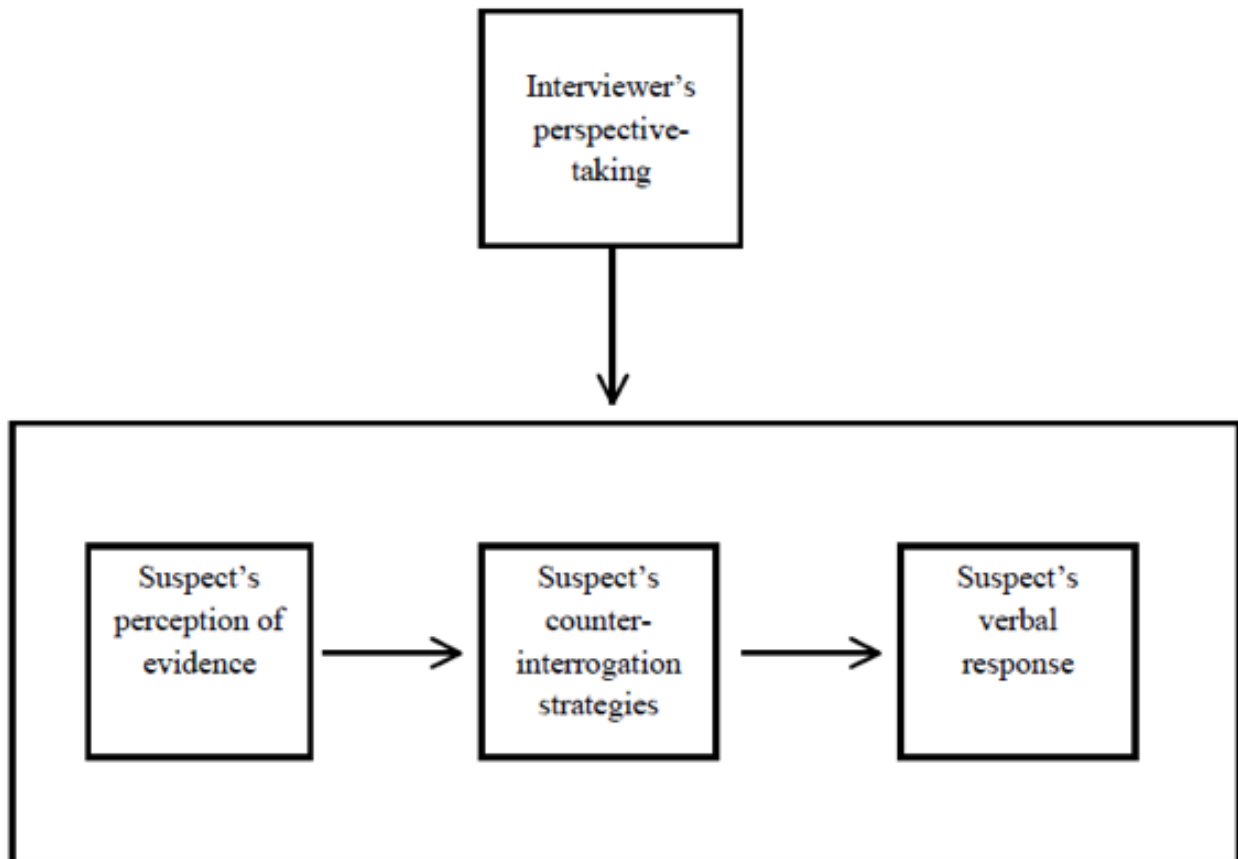 Interviewer’s
perspective-
taking
Suspect’s
perception of
evidence
Suspect’s
counter-
interrogation
strategies
Suspect’s
verbal
response